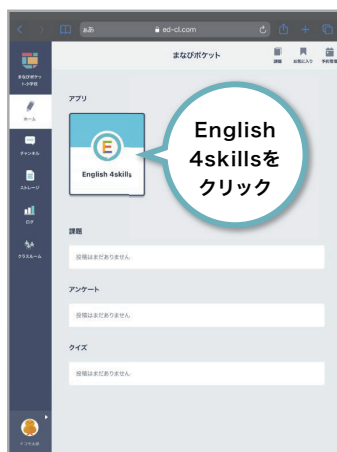 ああ
ed-cl.com
まなびポケット
課題
お気に入り
まなびポケッ
ト小学校
ホーム
チャンネル
ストレージ
ログ
クラスルーム
アプリ
E
English 4skills
English
4skillsを
クリック
課題
投稿はまだありません
アンケート
投稿はまだありません
クイズ
投稿はまだありません